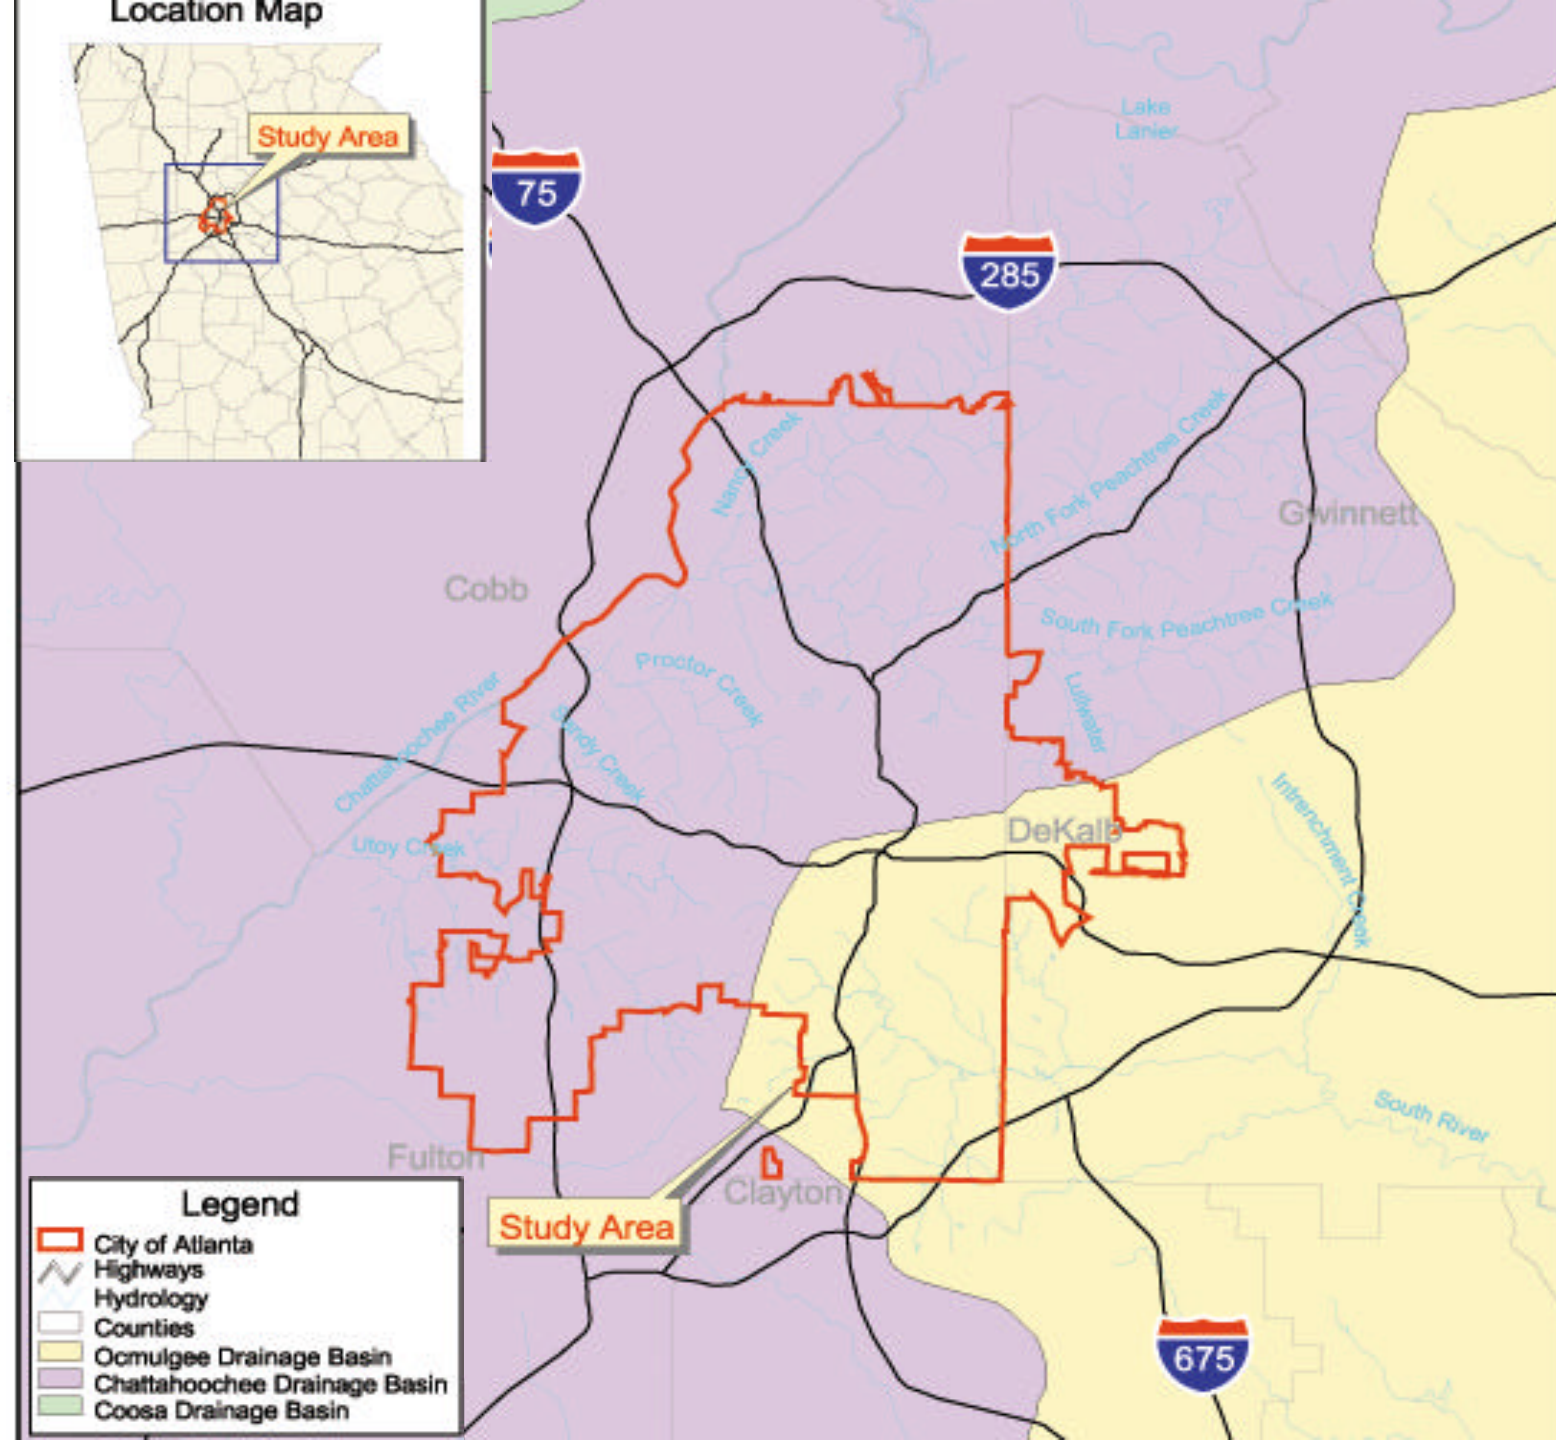 Location Map
Study Area
75
285
Lake
Lanier
Nancy Creek
North Fork Peachtree Creek
Gwinnett
Cobb
South Fork Peachtree Creek
Proctor Creek
Lullwater
Chattahoochee River
Sandy Creek
Utoy Creek
DeKalb
Intrenchment Creek
South River
Fulton
Clayton
Study Area
675
Legend
City of Atlanta
Highways
Hydrology
Counties
Ocmulgee Drainage Basin
Chattahoochee Drainage Basin
Coosa Drainage Basin